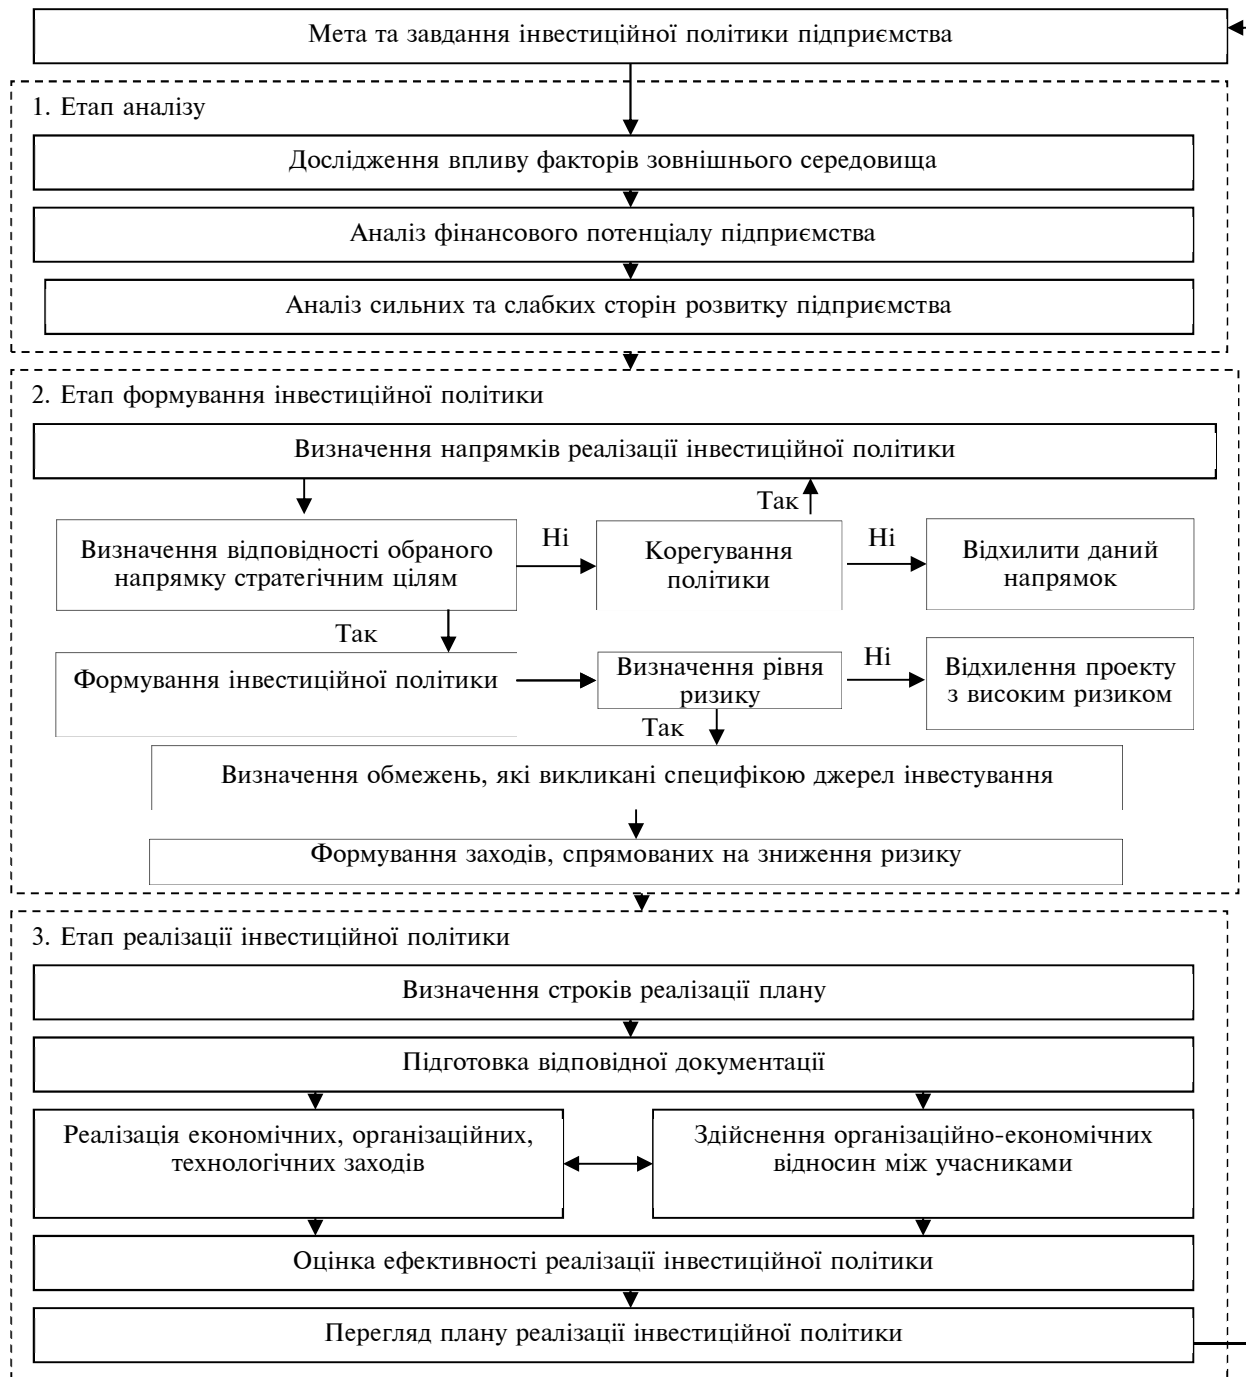 Мета та завдання інвестиційної політики підприємства
1. Етап аналізу
Дослідження впливу факторів зовнішнього середовища
Аналіз фінансового потенціалу підприємства
Аналіз сильних та слабких сторін розвитку підприємства
2. Етап формування інвестиційної політики
Визначення напрямків реалізації інвестиційної політики
Так
Визначення відповідності обраного
напрямку стратегічним цілям
Ні
Корегування
політики
Ні
Відхилити даний
напрямок
Так
Формування інвестиційної політики
Визначення рівня
ризику
Ні
Відхилення проекту
з високим ризиком
Так
Визначення обмежень, які викликані специфікою джерел інвестування
Формування заходів, спрямованих на зниження ризику
3. Етап реалізації інвестиційної політики
Визначення строків реалізації плану
Підготовка відповідної документації
Реалізація економічних, організаційних,
технологічних заходів
Здійснення організаційно-економічних
відносин між учасниками
Оцінка ефективності реалізації інвестиційної політики
Перегляд плану реалізації інвестиційної політики